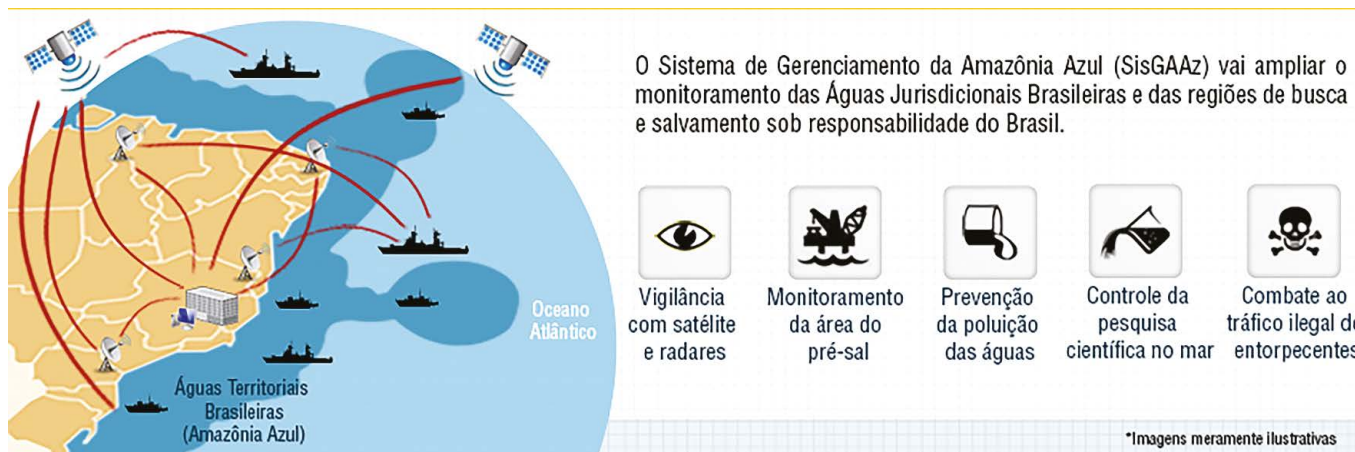 O Sistema de Gerenciamento da Amazônia Azul (SisGAAz) vai ampliar o
monitoramento das Águas Jurisdicionais Brasileiras e das regiões de busca
e salvamento sob responsabilidade do Brasil.
Vigilância
com satélite
e radares
Monitoramento
da área do
pré-sal
Prevenção
da poluição
das águas
Controle da
pesquisa
científica no mar
Combate ao
tráfico ilegal de
entorpecentes
Oceano
Atlântico
Águas Territoriais
Brasileiras
(Amazônia Azul)
*Imagens meramente ilustrativas